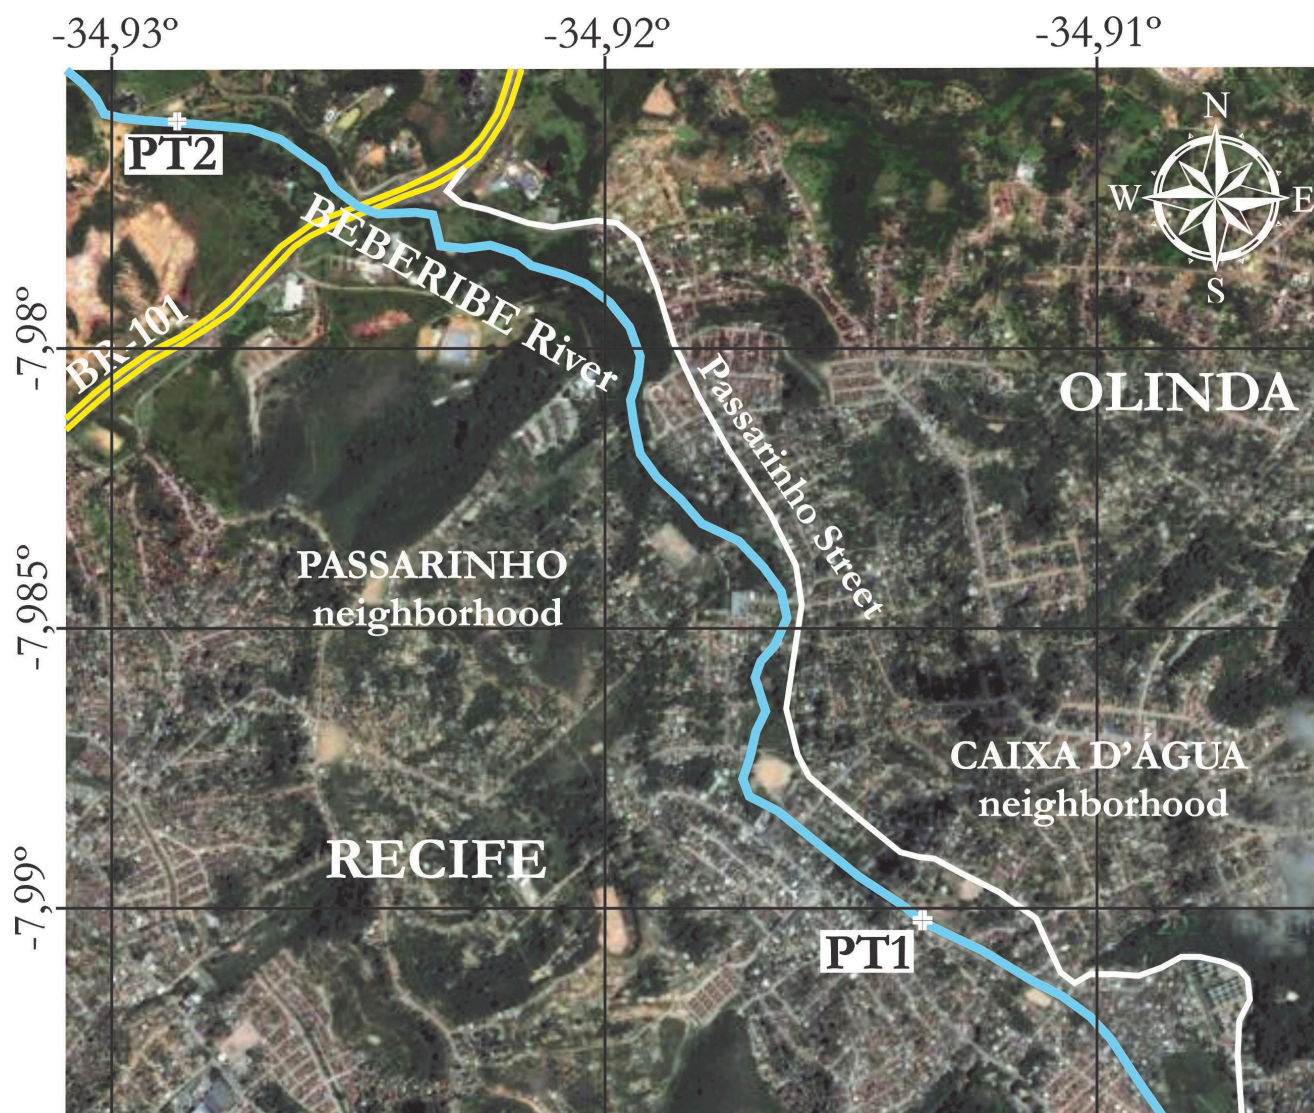 -34,93º
-34,92º
-34,91º
N
W
E
S
PT2
BEBERIBE River
BR-101
-7,98º
Passarinho Street
OLINDA
PASSARINHO
neighborhood
-7,985º
CAIXA D'ÁGUA
neighborhood
RECIFE
-7,99º
PT1